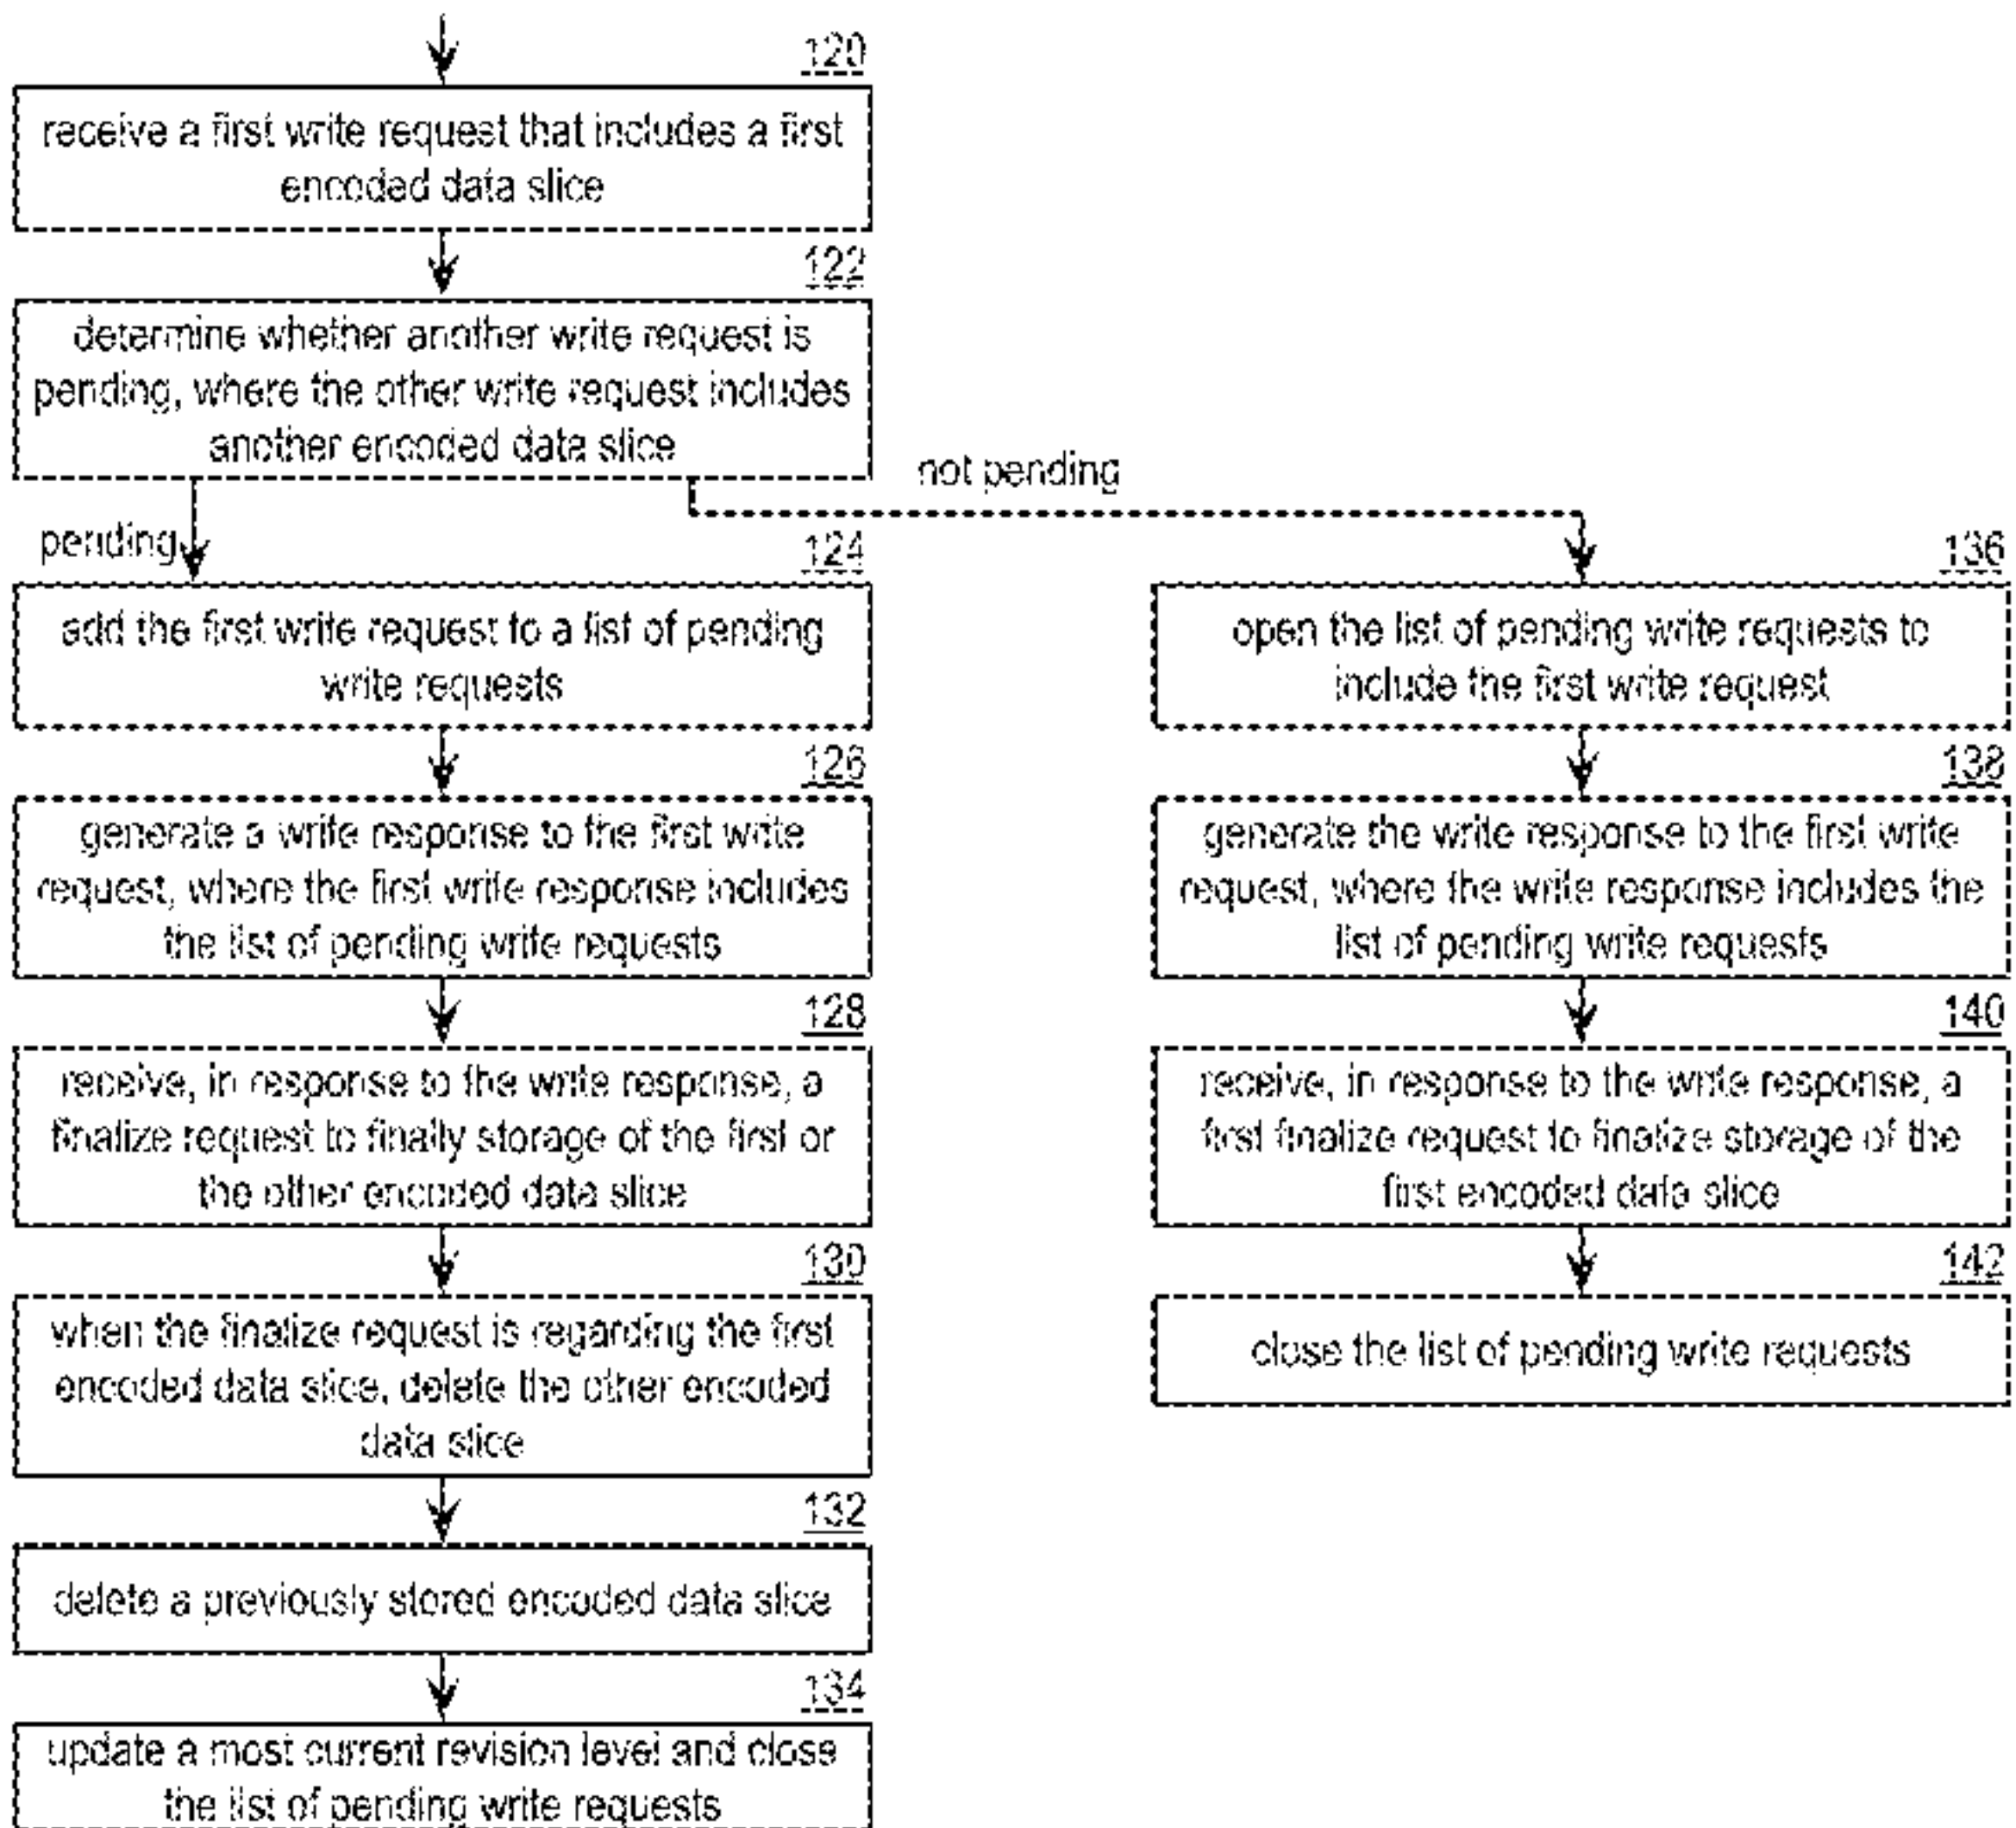 120
receive a first write request that includes a first
encoded data slice
122
determine whether another write request is
pending, where the other write request includes
another encoded data slice
not pending
pending
124
add the first write request to a list of pending
write requests
126
generate a write response to the first write
request, where the first write response includes
the list of pending write requests
128
receive, in response to the write response, a
finalize request to finally storage of the first or
the other encoded data slice
130
when the finalize request is regarding the first
encoded data slice, delete the other encoded
data slice
132
delete a previously stored encoded data slice
134
update a most current revision level and close
the list of pending write requests
136
open the list of pending write requests to
include the first write request
138
generate the write response to the first write
request, where the write response includes the
list of pending write requests
140
receive, in response to the write response, a
first finalize request to finalize storage of the
first encoded data slice
142
close the list of pending write requests